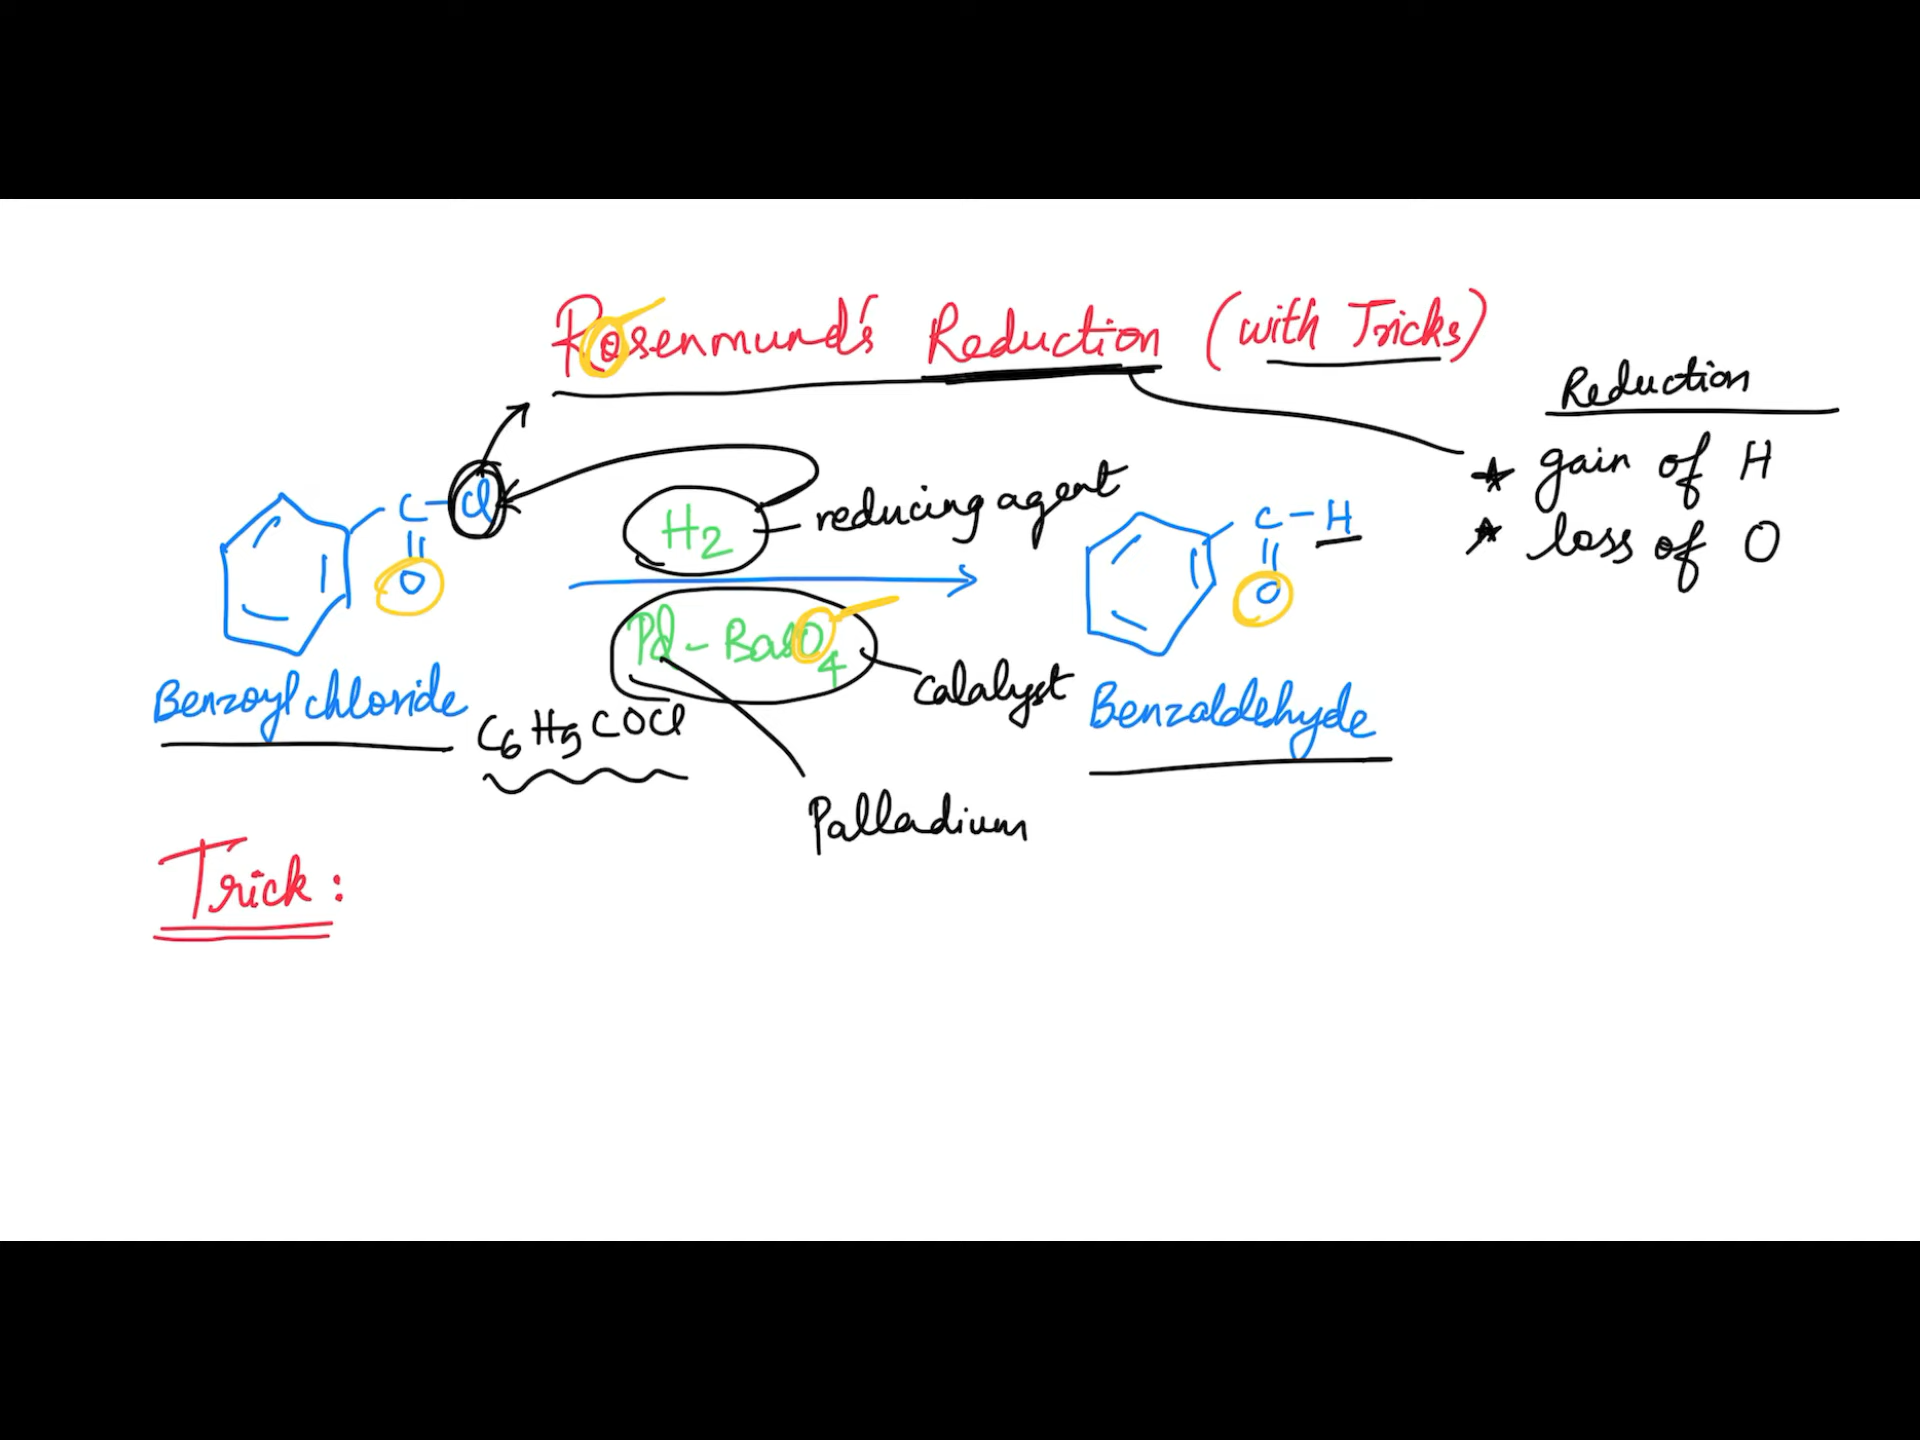 Rosenmund's Reduction (with Tricks)
Reduction
★ gain of H
★ loss of O
C-Cl
O
H2
reducing agent
Pd-BaSO4
calalyst
C-H
O
Benzoyl chloride
C6H5COCl
Benzaldehyde
Palladium
Trick: